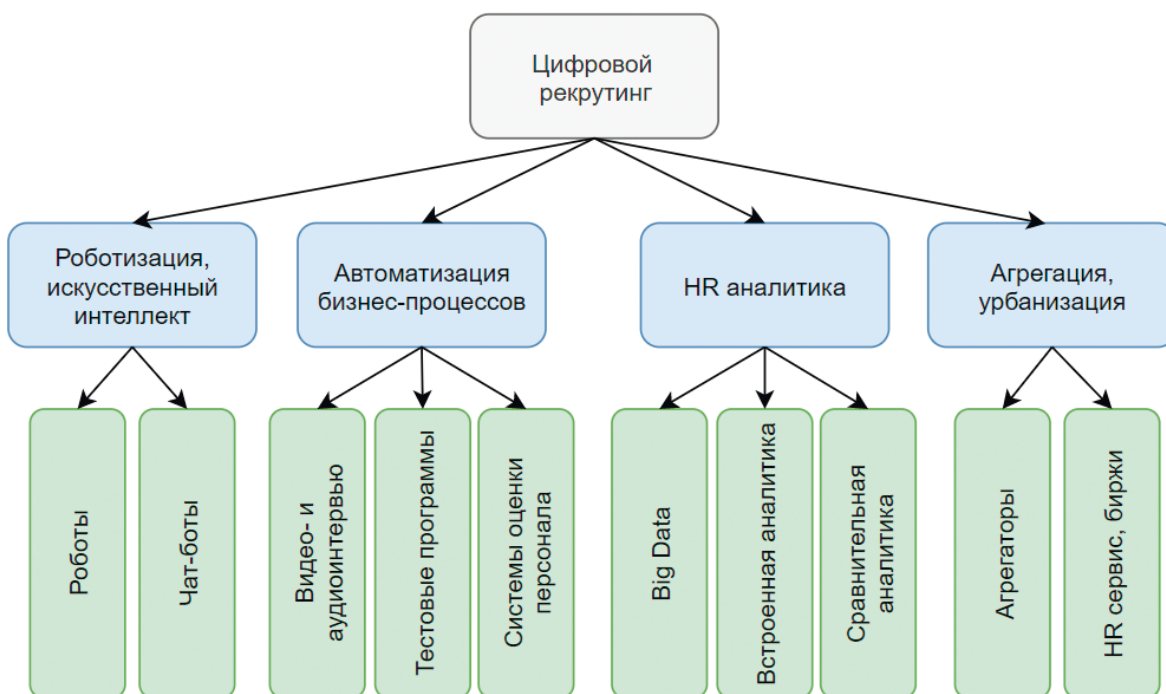 Цифровой
рекрутинг
Роботизация,
искусственный
интеллект
Автоматизация
бизнес-процессов
HR аналитика
Агрегация,
урбанизация
Роботы
Чат-боты
Видео- и
аудиоинтервью
Тестовые программы
Системы оценки
персонала
Big Data
Встроенная аналитика
Сравнительная
аналитика
Агрегаторы
HR сервис, биржи